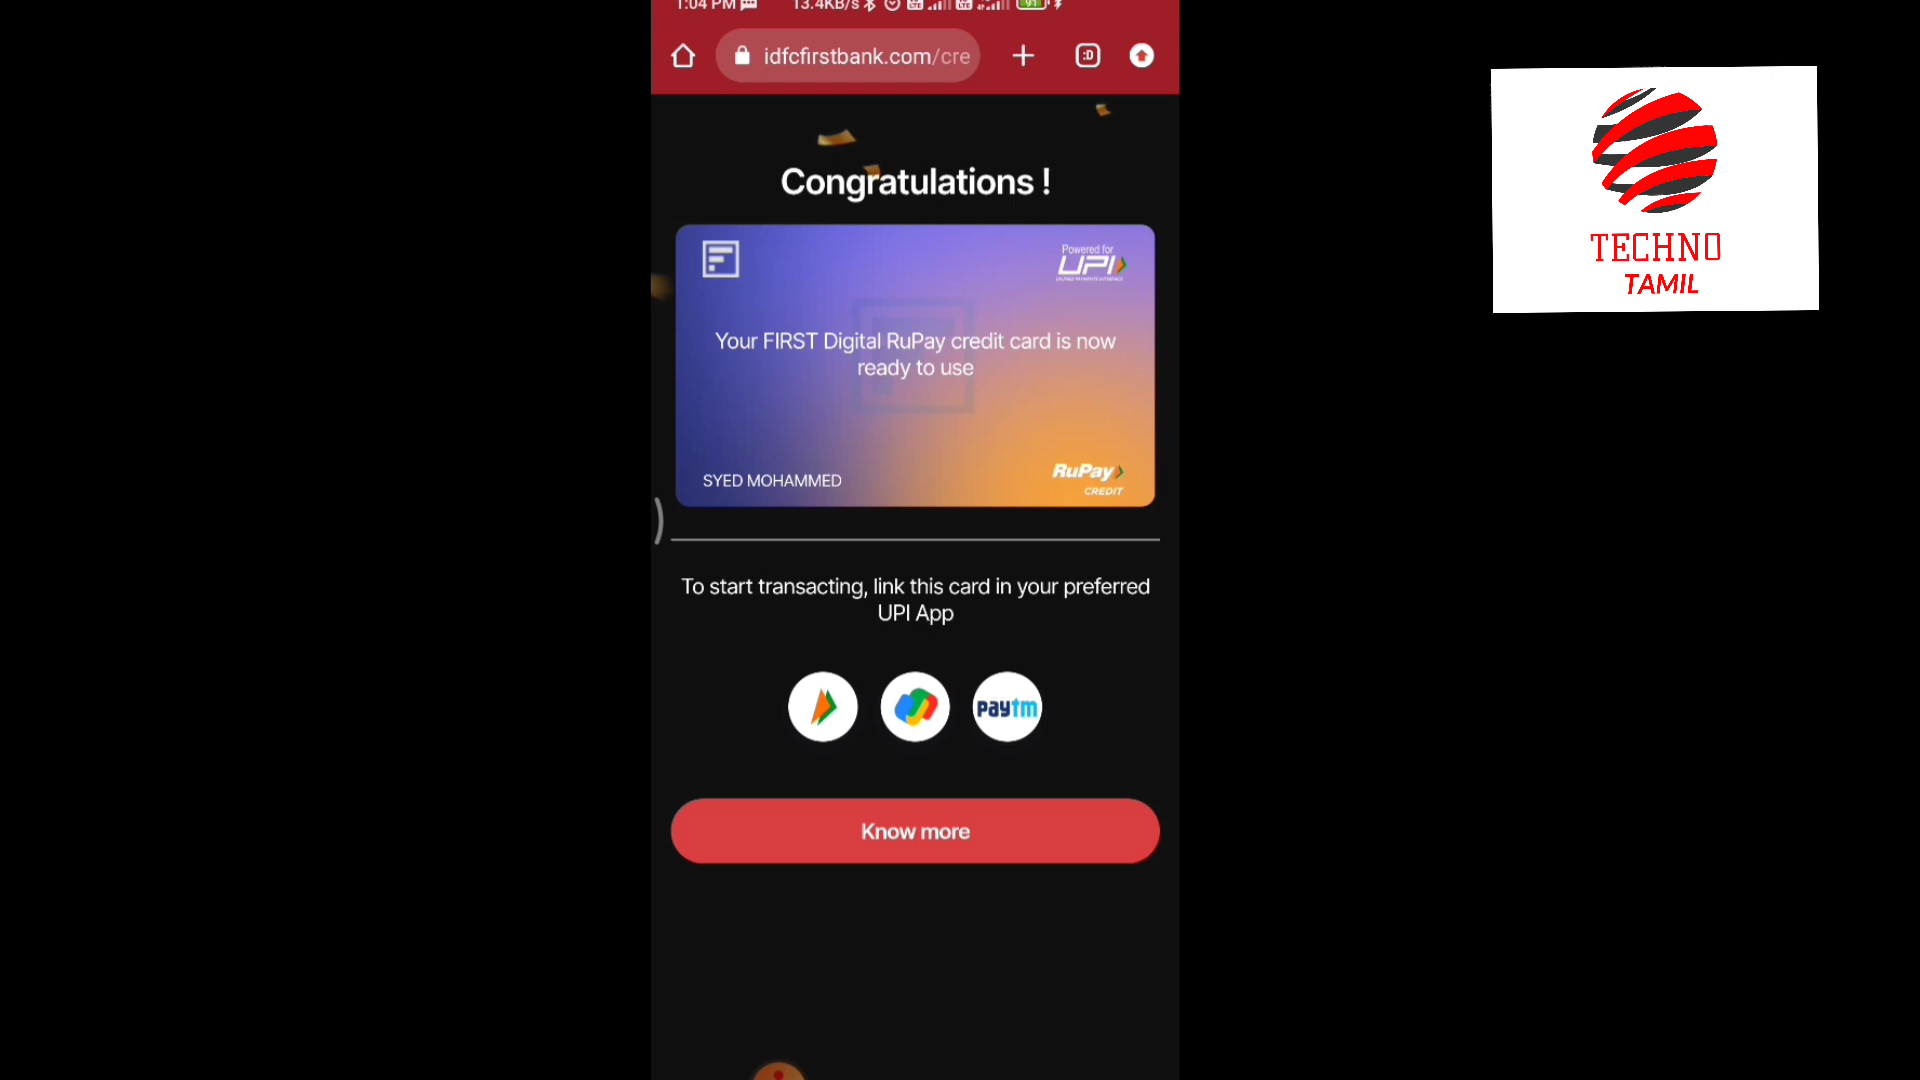 1:04 PM 13.4KB/s 91
idfcfirstbank.com/cre
:D
Congratulations !
Powered for
UPI
Your FIRST Digital RuPay credit card is now
ready to use
SYED MOHAMMED
RuPay
CREDIT
To start transacting, link this card in your preferred
UPI App
paytm
Know more
TECHNO
TAMIL